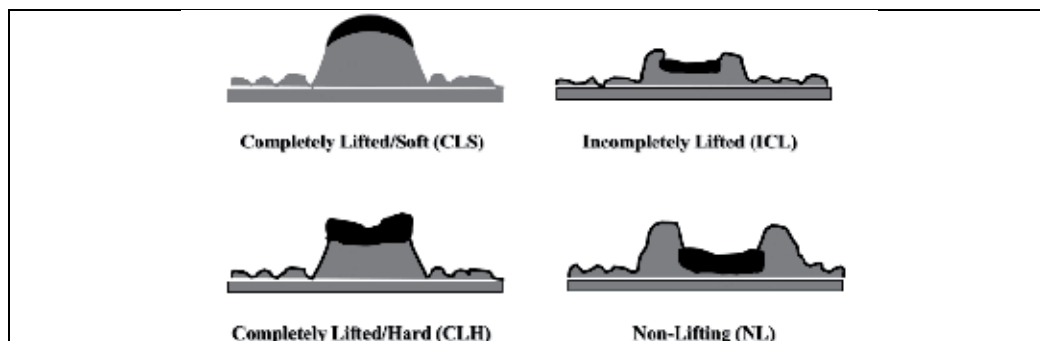 Completely Lifted/Soft (CLS)
Incompletely Lifted (ICL)
Completely Lifted/Hard (CLH)
Non-Lifting (NL)